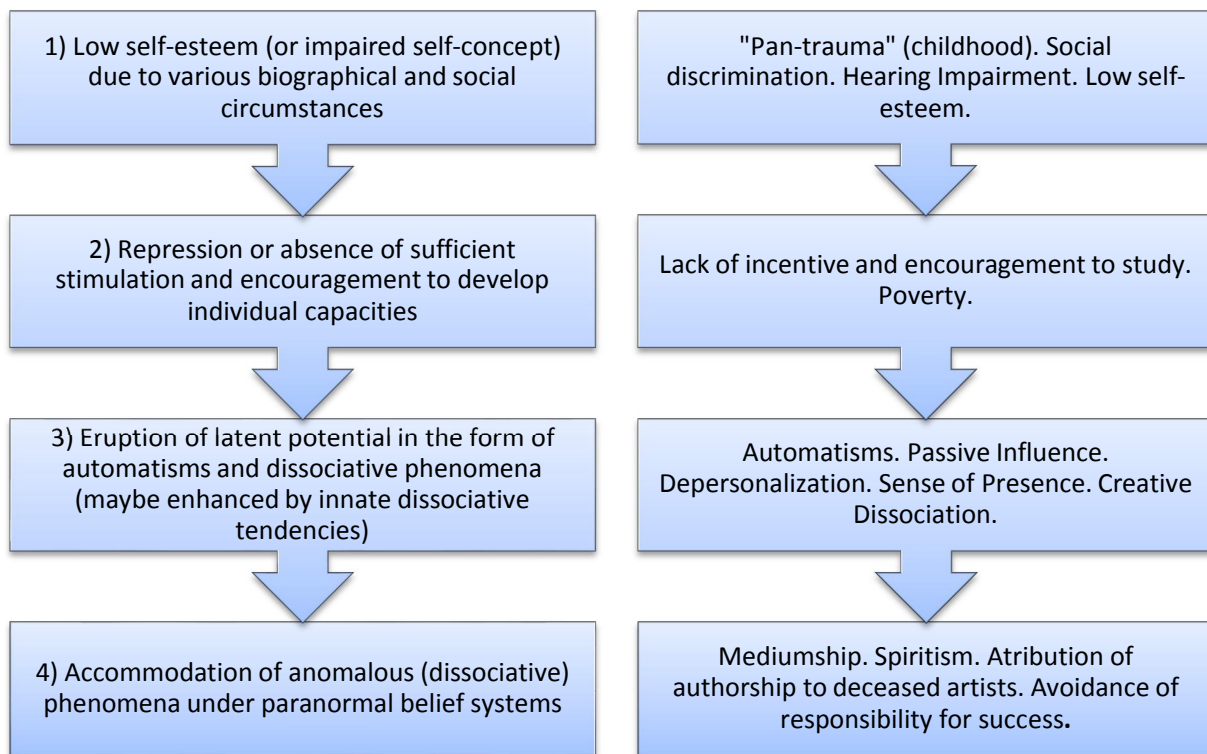 1) Low self-esteem (or impaired self-concept)
due to various biographical and social
circumstances
"Pan-trauma" (childhood). Social
discrimination. Hearing Impairment. Low self-
esteem.
2) Repression or absence of sufficient
stimulation and encouragement to develop
individual capacities
Lack of incentive and encouragement to study.
Poverty.
3) Eruption of latent potential in the form of
automatisms and dissociative phenomena
(maybe enhanced by innate dissociative
tendencies)
Automatisms. Passive Influence.
Depersonalization. Sense of Presence. Creative
Dissociation.
4) Accommodation of anomalous (dissociative)
phenomena under paranormal belief systems
Mediumship. Spiritism. Atribution of
authorship to deceased artists. Avoidance of
responsibility for success.